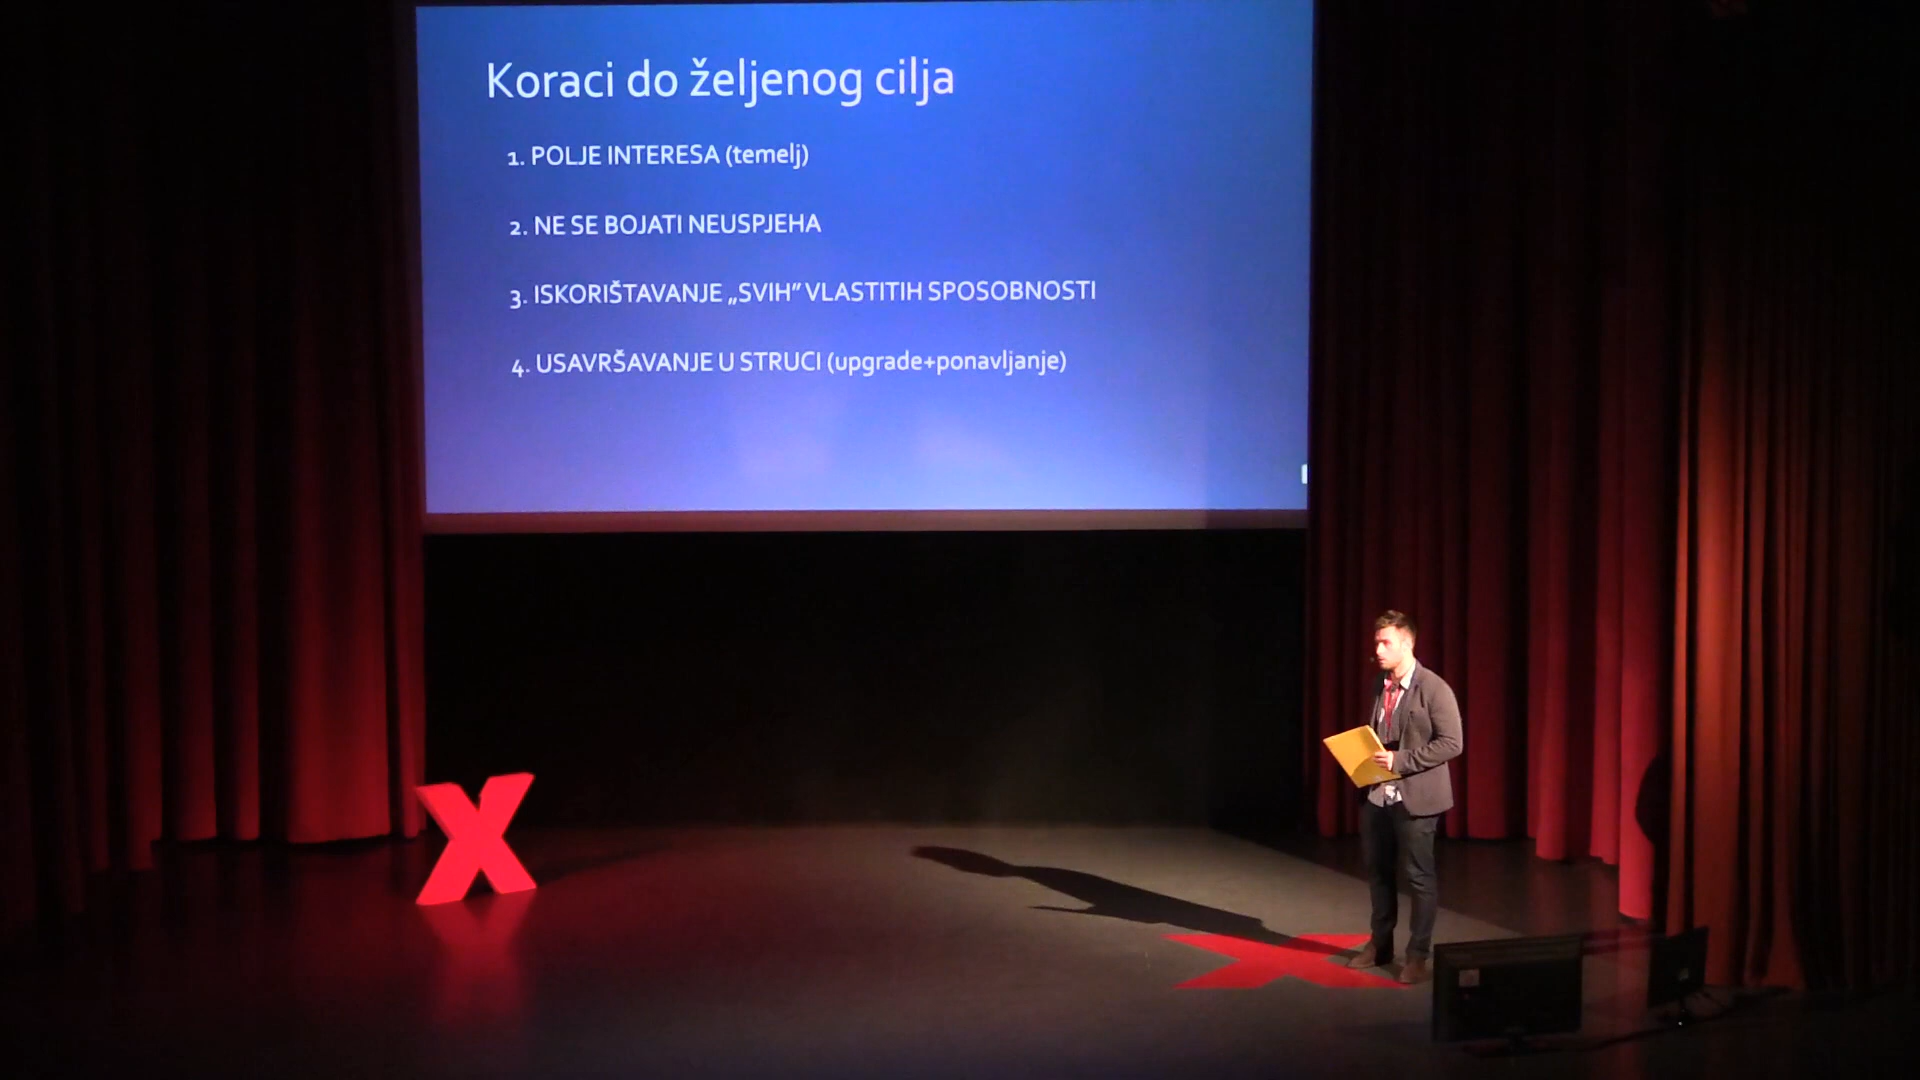 Koraci do željenog cilja
1. POLJE INTERESA (temelj)
2. NE SE BOJATI NEUSPJEHA
3. ISKORIŠTAVANJE „SVIH” VLASTITIH SPOSOBNOSTI
4. USAVRŠAVANJE U STRUCI (upgrade+ponavljanje)
X
X